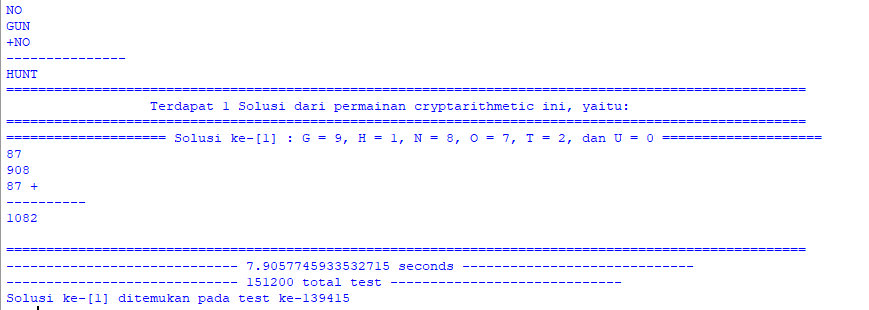 NO
GUN
+NO
---------------
HUNT
====================================================================================================
Terdapat 1 Solusi dari permainan cryptarithmetic ini, yaitu:
====================================================================================================
==================== Solusi ke-[1] : G = 9, H = 1, N = 8, O = 7, T = 2, dan U = 0 ====================
87
908
87 +
----------
1082
====================================================================================================
----------------------------- 7.9057745933532715 seconds -----------------------------
----------------------------- 151200 total test -----------------------------
Solusi ke-[1] ditemukan pada test ke-139415